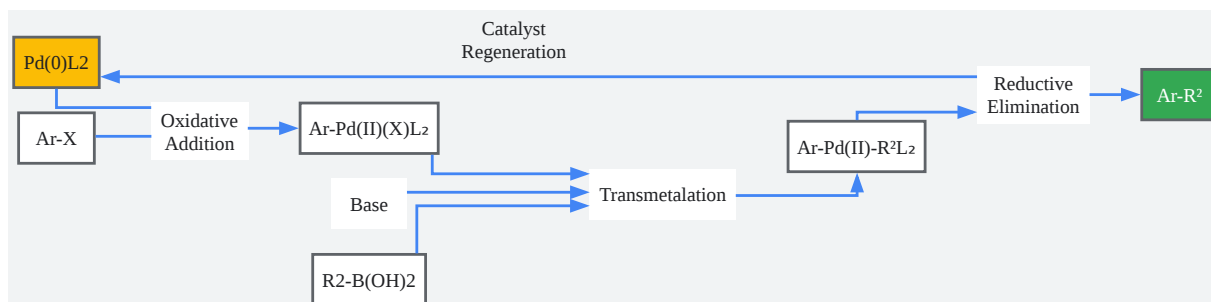 Catalyst
Regeneration
Pd(0)L2
Reductive
Elimination
Ar-R²
Ar-X
Oxidative
Addition
Ar-Pd(II)(X)L₂
Ar-Pd(II)-R²L₂
Base
Transmetalation
R2-B(OH)2